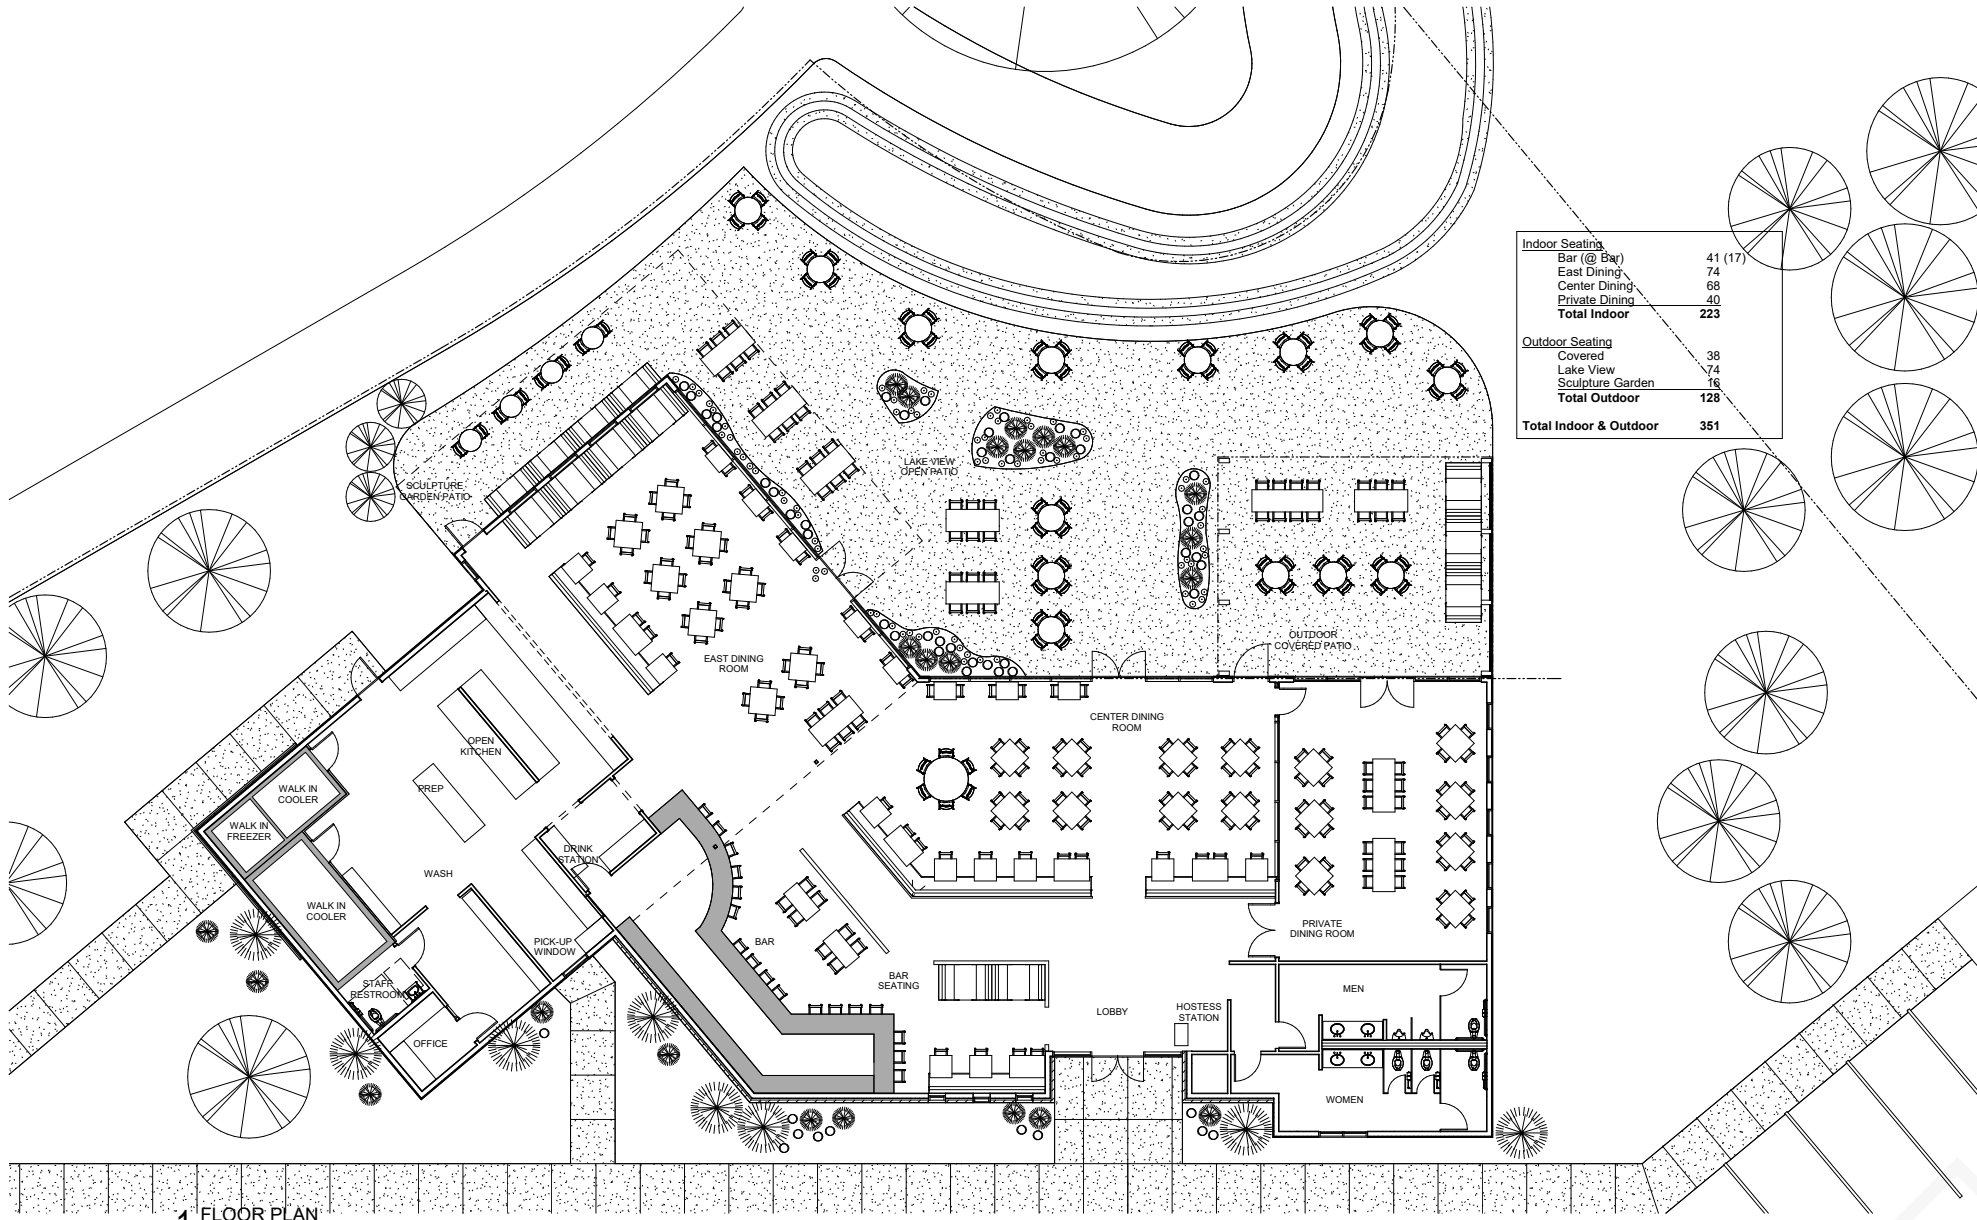 Indoor Seating
Bar (@ Bar) 41 (17)
East Dining 74
Center Dining 68
Private Dining 40
Total Indoor 223
Outdoor Seating
Covered 38
Lake View 74
Sculpture Garden 16
Total Outdoor 128
Total Indoor & Outdoor 351
LAKE VIEW
OPEN PATIO
SCULPTURE
GARDEN PATIO
OUTDOOR
COVERED PATIO
EAST DINING
ROOM
CENTER DINING
ROOM
OPEN
KITCHEN
WALK IN
COOLER
PREP
WALK IN
FREEZER
DRINK
STATION
WASH
WALK IN
COOLER
PICK-UP
WINDOW
BAR
PRIVATE
DINING ROOM
BAR
SEATING
STAFF
RESTROOM
MEN
LOBBY
HOSTESS
STATION
OFFICE
WOMEN
1 FLOOR PLAN